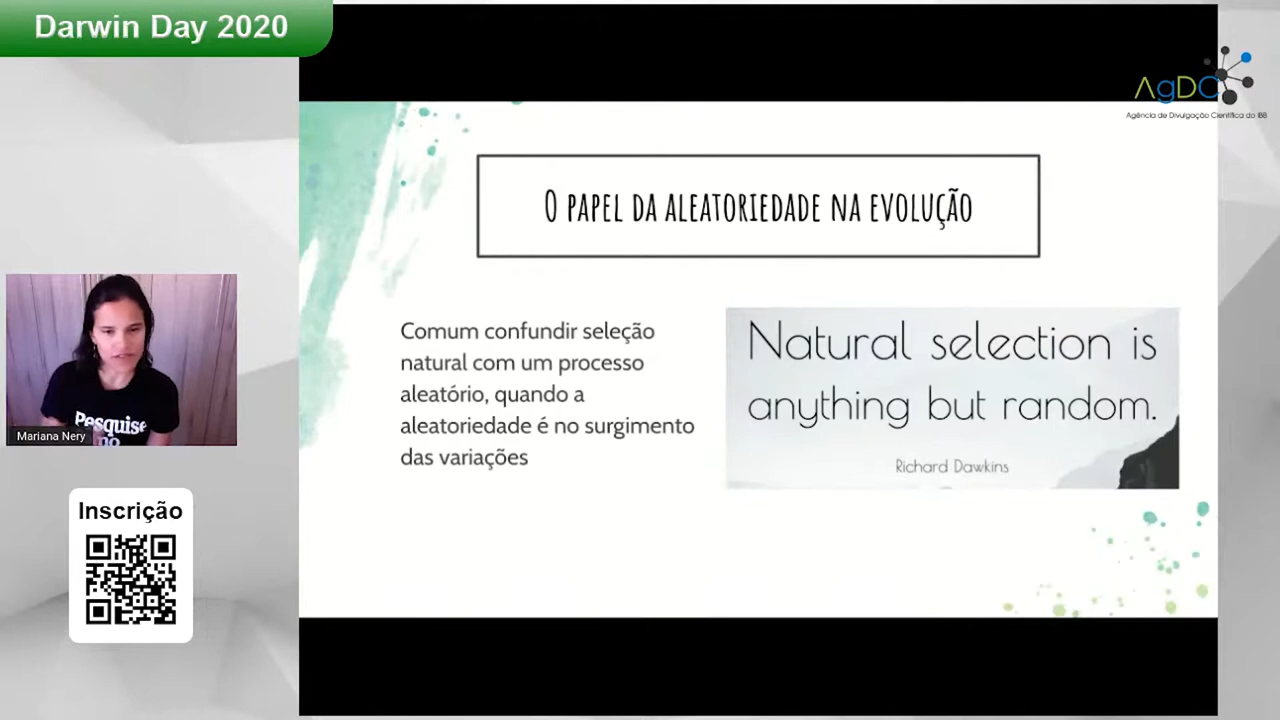 Darwin Day 2020
AgDC
Agência de Divulgação Científica do IBB
O PAPEL DA ALEATORIEDADE NA EVOLUÇÃO
Comum confundir seleção
natural com um processo
aleatório, quando a
aleatoriedade é no surgimento
das variações
Natural selection is
anything but random.
Richard Dawkins
Pesquise
Mariana Nery
Inscrição